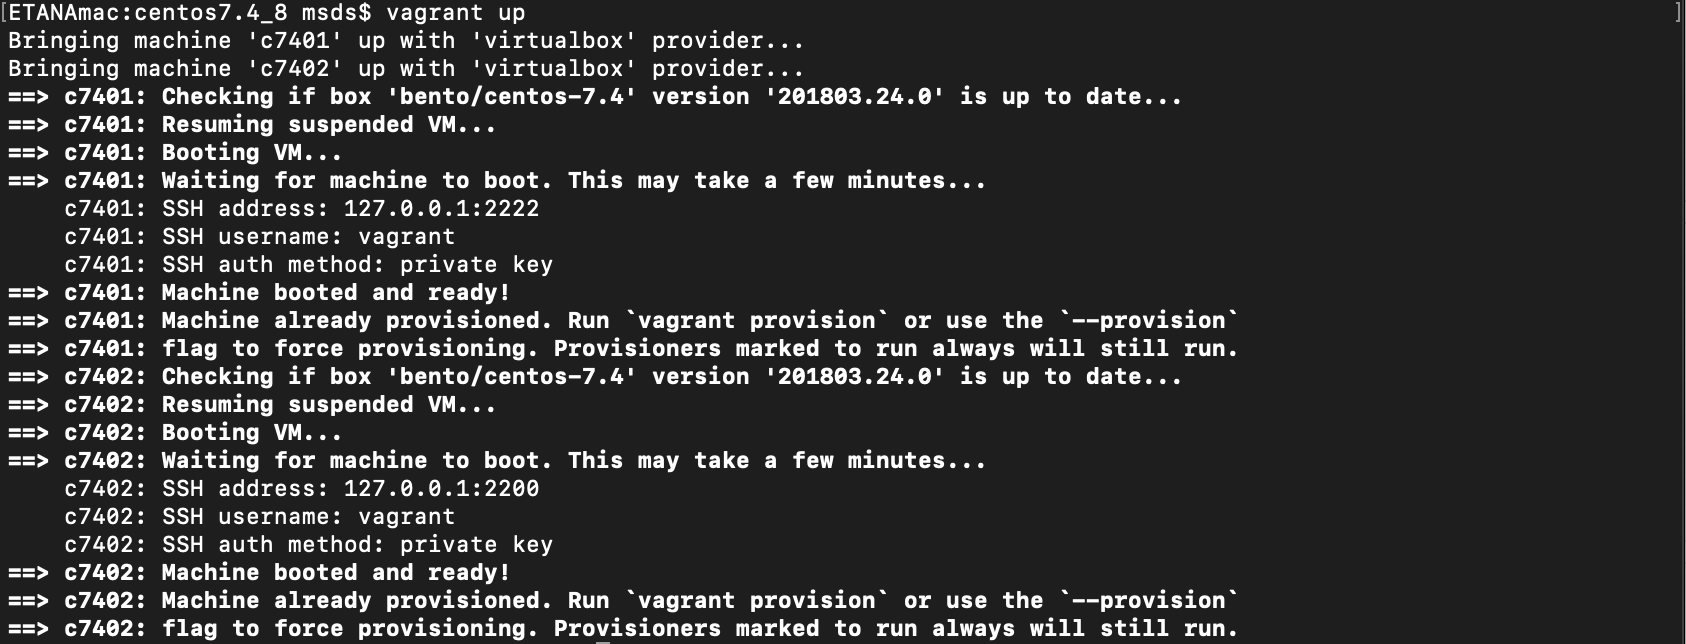 [ETANAmac:centos7.4_8 msds$ vagrant up ]
Bringing machine 'c7401' up with 'virtualbox' provider...
Bringing machine 'c7402' up with 'virtualbox' provider...
==> c7401: Checking if box 'bento/centos-7.4' version '201803.24.0' is up to date...
==> c7401: Resuming suspended VM...
==> c7401: Booting VM...
==> c7401: Waiting for machine to boot. This may take a few minutes...
    c7401: SSH address: 127.0.0.1:2222
    c7401: SSH username: vagrant
    c7401: SSH auth method: private key
==> c7401: Machine booted and ready!
==> c7401: Machine already provisioned. Run `vagrant provision` or use the `--provision`
==> c7401: flag to force provisioning. Provisioners marked to run always will still run.
==> c7402: Checking if box 'bento/centos-7.4' version '201803.24.0' is up to date...
==> c7402: Resuming suspended VM...
==> c7402: Booting VM...
==> c7402: Waiting for machine to boot. This may take a few minutes...
    c7402: SSH address: 127.0.0.1:2200
    c7402: SSH username: vagrant
    c7402: SSH auth method: private key
==> c7402: Machine booted and ready!
==> c7402: Machine already provisioned. Run `vagrant provision` or use the `--provision`
==> c7402: flag to force provisioning. Provisioners marked to run always will still run.